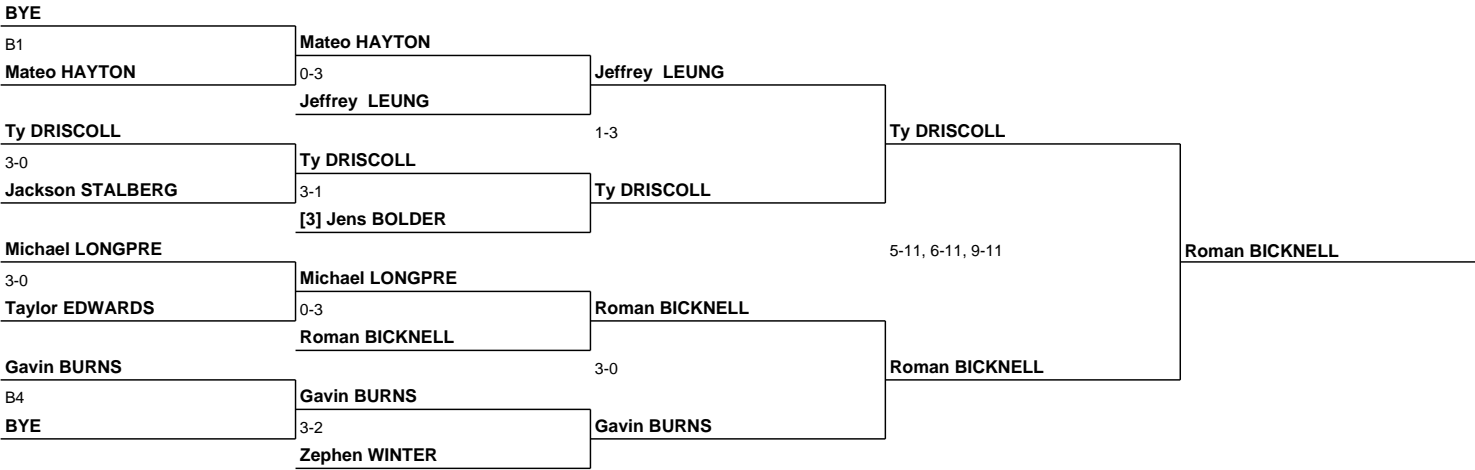 BYE
B1
Mateo HAYTON
Mateo HAYTON
0-3
Jeffrey  LEUNG
Jeffrey  LEUNG
Ty DRISCOLL
1-3
Ty DRISCOLL
3-0
Ty DRISCOLL
Jackson STALBERG
3-1
Ty DRISCOLL
[3] Jens BOLDER
Michael LONGPRE
5-11, 6-11, 9-11
Roman BICKNELL
3-0
Michael LONGPRE
Taylor EDWARDS
0-3
Roman BICKNELL
Roman BICKNELL
Gavin BURNS
3-0
Roman BICKNELL
B4
Gavin BURNS
BYE
3-2
Gavin BURNS
Zephen WINTER